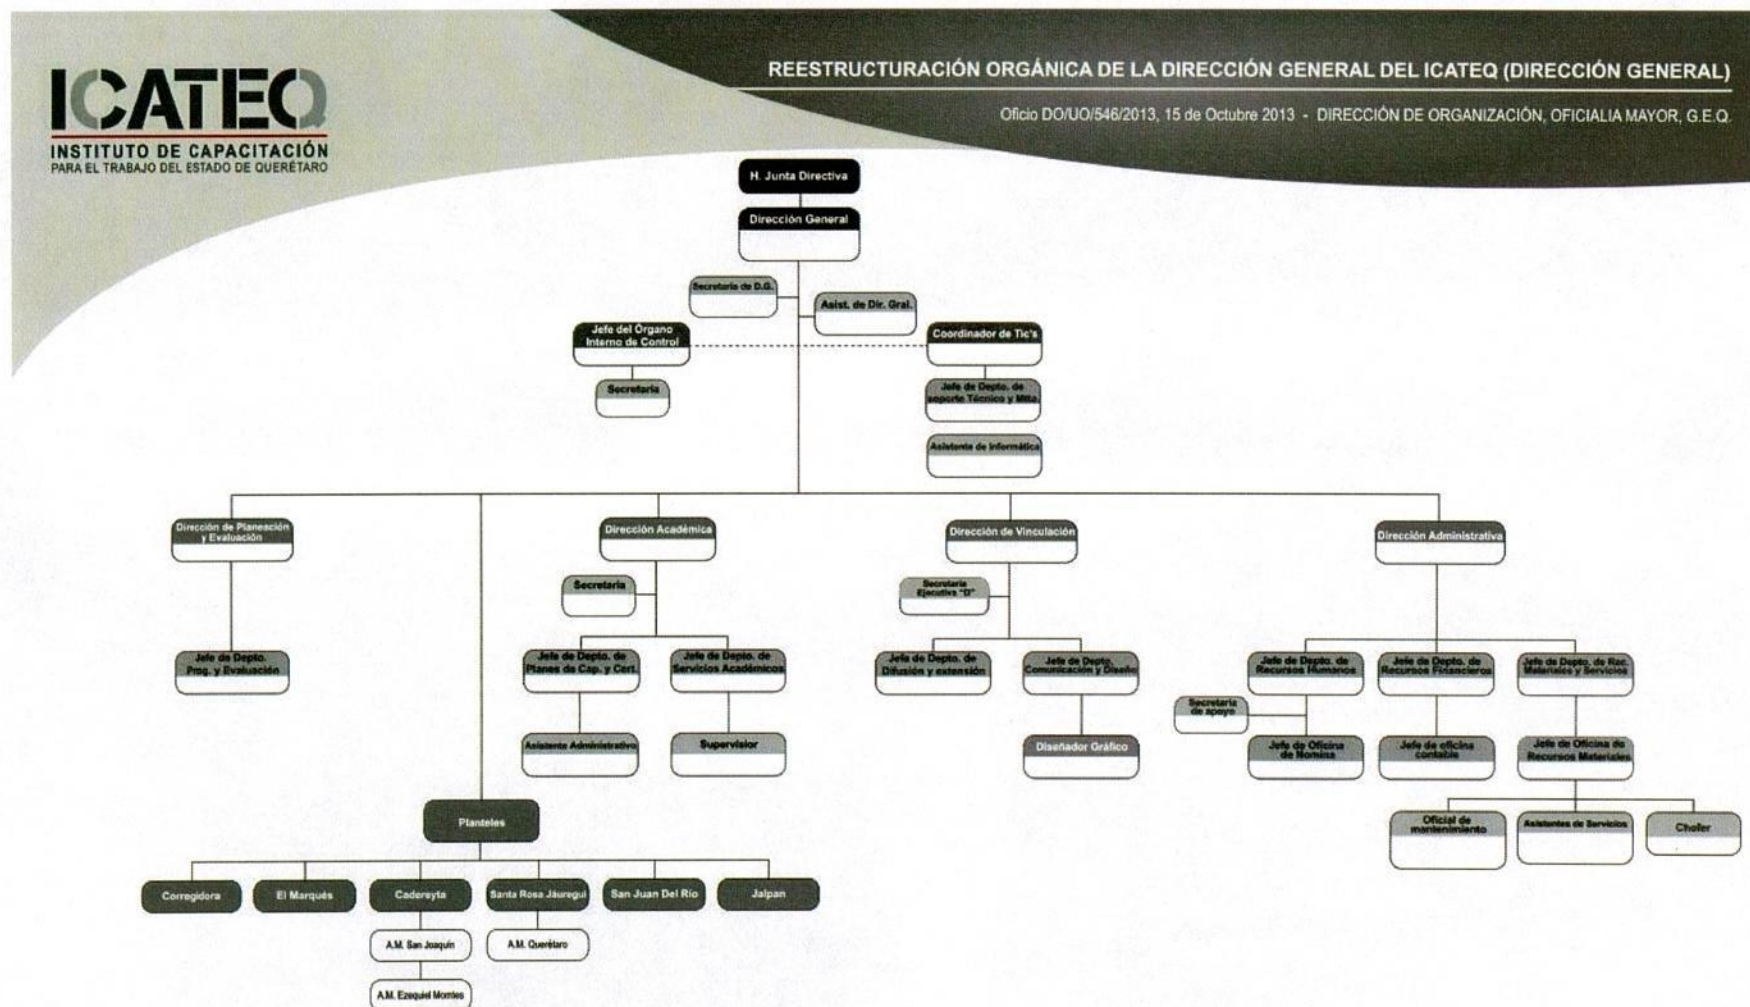 ICATEQ
INSTITUTO DE CAPACITACIÓN
PARA EL TRABAJO DEL ESTADO DE QUERÉTARO
REESTRUCTURACIÓN ORGÁNICA DE LA DIRECCIÓN GENERAL DEL ICATEQ (DIRECCIÓN GENERAL)
Oficio DO/UO/546/2013, 15 de Octubre 2013 - DIRECCIÓN DE ORGANIZACIÓN, OFICIALIA MAYOR, G.E.Q.
H. Junta Directiva
Dirección General
Secretaria de D.G.
Asist. de Dir. Gral.
Jefe del Órgano
Interno de Control
Coordinador de Tic's
Secretaria
Jefe de Depto. de
soporte Técnico y Mtto.
Asistente de Informática
Dirección de Planeación
y Evaluación
Dirección Académica
Dirección de Vinculación
Dirección Administrativa
Secretaria
Secretaria
Ejecutiva "D"
Jefe de Depto.
Prog. y Evaluación
Jefe de Depto. de
Planes de Cap. y Cert.
Jefe de Depto. de
Servicios Académicos
Jefe de Depto. de
Difusión y extensión
Jefe de Depto.
Comunicación y Diseño
Jefe de Depto. de
Recursos Humanos
Jefe de Depto. de
Recursos Financieros
Jefe de Depto. de Rec.
Materiales y Servicios
Secretaria
de apoyo
Asistente Administrativo
Supervisior
Diseñador Gráfico
Jefe de Oficina
de Nomina
Jefe de oficina
contable
Jefe de Oficina de
Recursos Materiales
Planteles
Oficial de
mantenimiento
Asistentes de Servicios
Chofer
Corregidora
El Marqués
Cadereyta
Santa Rosa Jáuregui
San Juan Del Río
Jalpan
A.M. San Joaquín
A.M. Querétaro
A.M. Ezequiel Montes